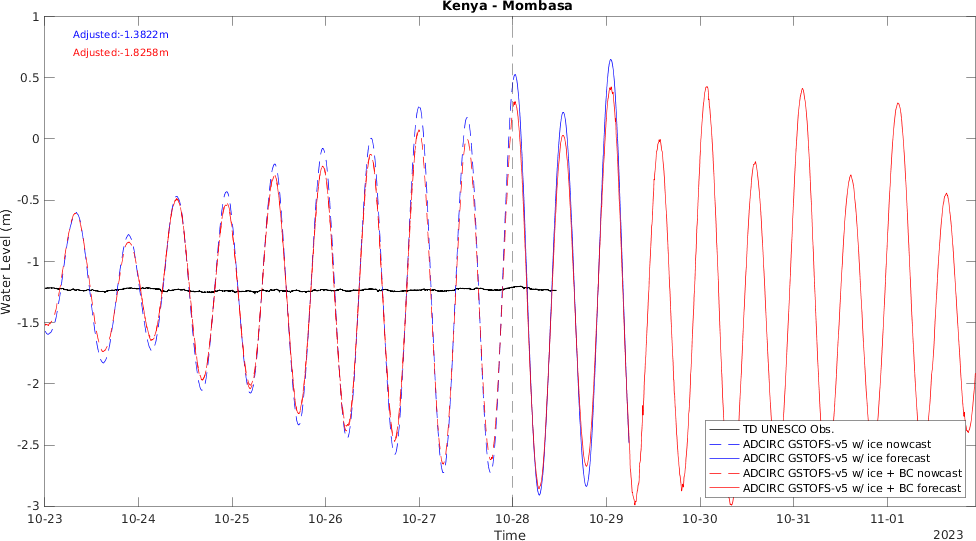 Kenya - Mombasa
Adjusted:-1.3822m
Adjusted:-1.8258m
1
0.5
0
-0.5
-1
-1.5
-2
-2.5
-3
Water Level (m)
TD UNESCO Obs.
ADCIRC GSTOFS-v5 w/ ice nowcast
ADCIRC GSTOFS-v5 w/ ice forecast
ADCIRC GSTOFS-v5 w/ ice + BC nowcast
ADCIRC GSTOFS-v5 w/ ice + BC forecast
10-23 10-24 10-25 10-26 10-27 10-28 10-29 10-30 10-31 11-01
Time
2023